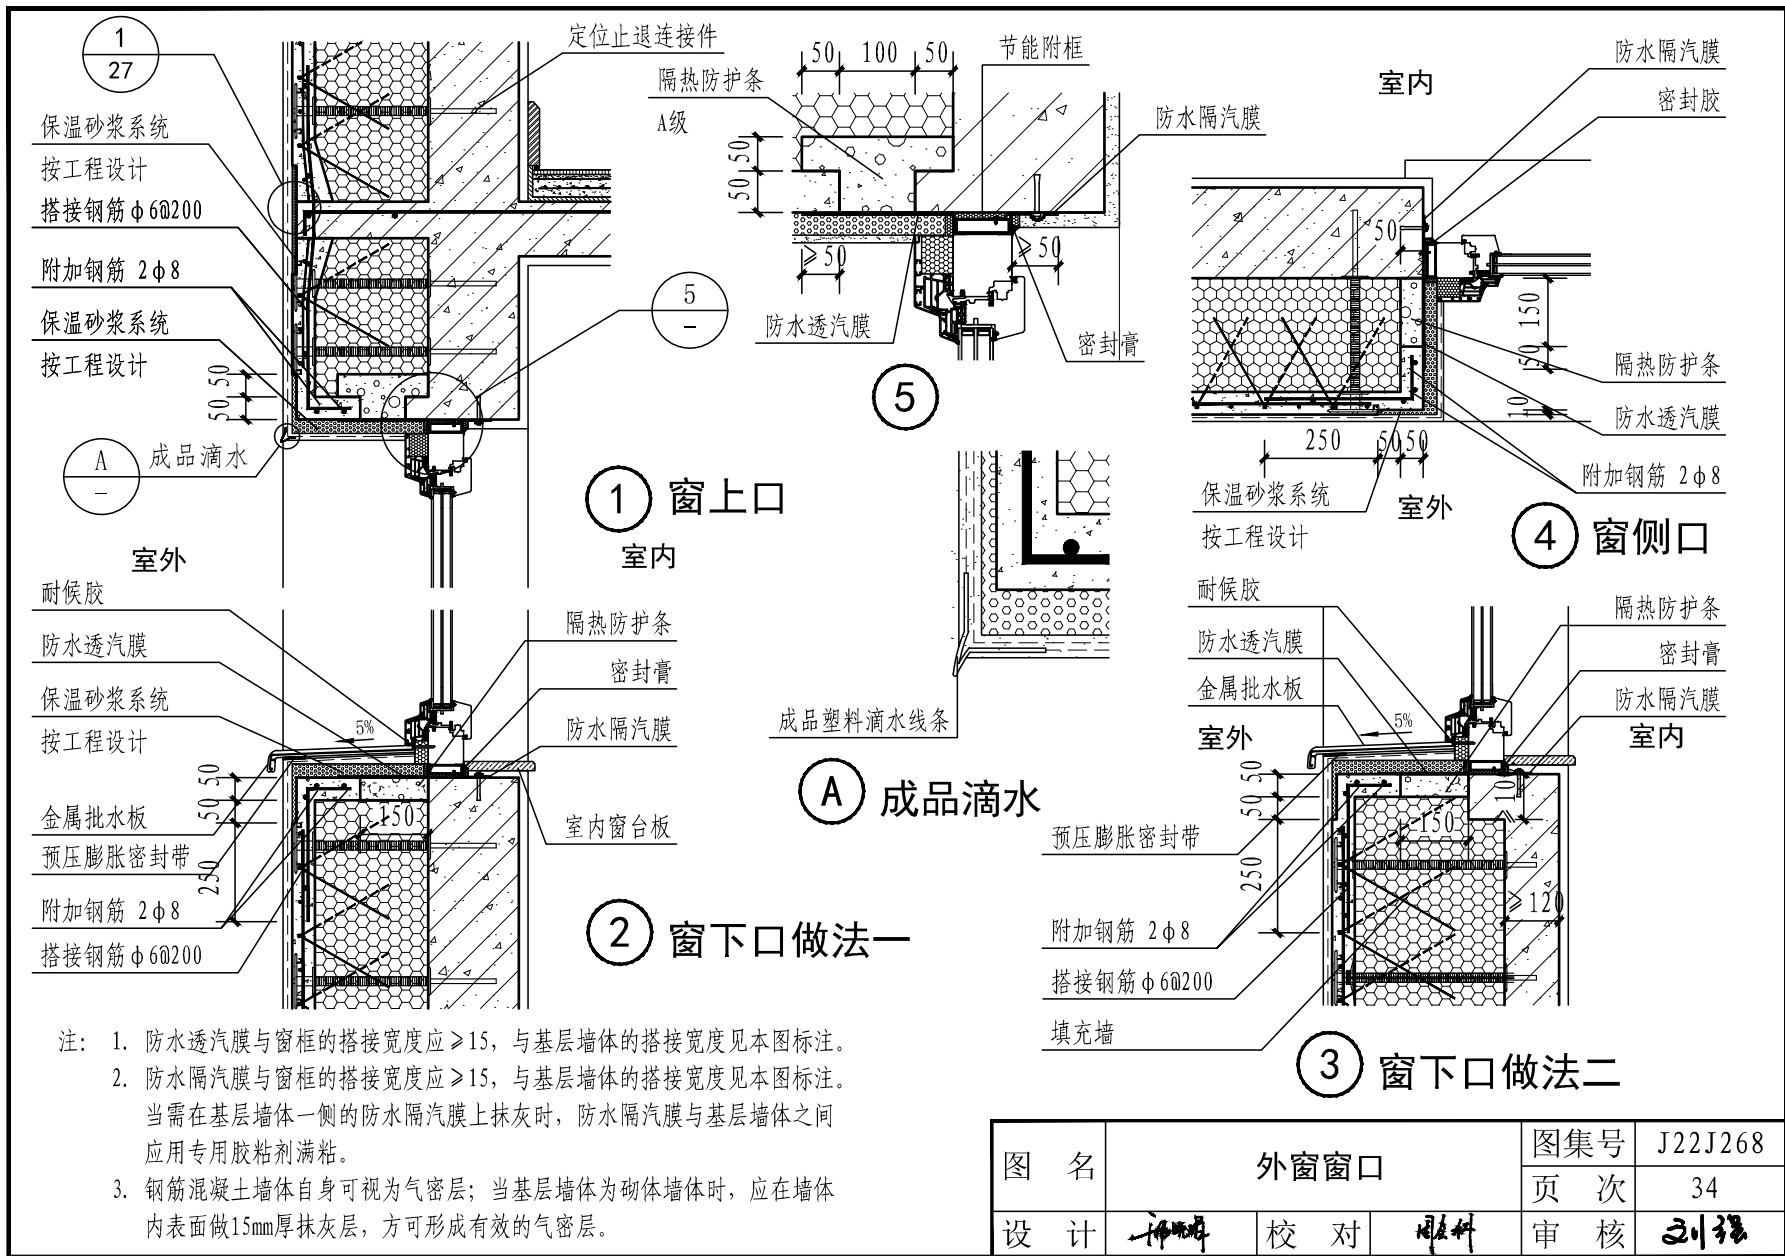 1
27
定位止退连接件
保温砂浆系统
按工程设计
搭接钢筋ϕ6@200
附加钢筋 2ϕ8
保温砂浆系统
按工程设计
50
50
A
-
成品滴水
5
-
1 窗上口
室外
室内
50 100 50
节能附框
隔热防护条
A级
防水隔汽膜
50
50
≥50
≥50
防水透汽膜
密封膏
5
室内
防水隔汽膜
密封胶
50
150
50
10
隔热防护条
防水透汽膜
250 50 50
附加钢筋 2ϕ8
保温砂浆系统
按工程设计
室外
4 窗侧口
耐候胶
防水透汽膜
保温砂浆系统
按工程设计
5%
隔热防护条
密封膏
防水隔汽膜
50
50
250
150
金属批水板
预压膨胀密封带
附加钢筋 2ϕ8
搭接钢筋ϕ6@200
室内窗台板
2 窗下口做法一
成品塑料滴水线条
A 成品滴水
耐候胶
防水透汽膜
金属批水板
室外
5%
隔热防护条
密封膏
防水隔汽膜
室内
50
50
250
150
≥10
≥120
预压膨胀密封带
附加钢筋 2ϕ8
搭接钢筋ϕ6@200
填充墙
3 窗下口做法二
注: 1. 防水透汽膜与窗框的搭接宽度应≥15, 与基层墙体的搭接宽度见本图标注。
2. 防水隔汽膜与窗框的搭接宽度应≥15, 与基层墙体的搭接宽度见本图标注。
当需在基层墙体一侧的防水隔汽膜上抹灰时, 防水隔汽膜与基层墙体之间
应用专用胶粘剂满粘。
3. 钢筋混凝土墙体自身可视为气密层; 当基层墙体为砌体墙体时, 应在墙体
内表面做15mm厚抹灰层, 方可形成有效的气密层。
图 名 外窗窗口 图集号 J22J268
页 次 34
设 计 校 对 审 核